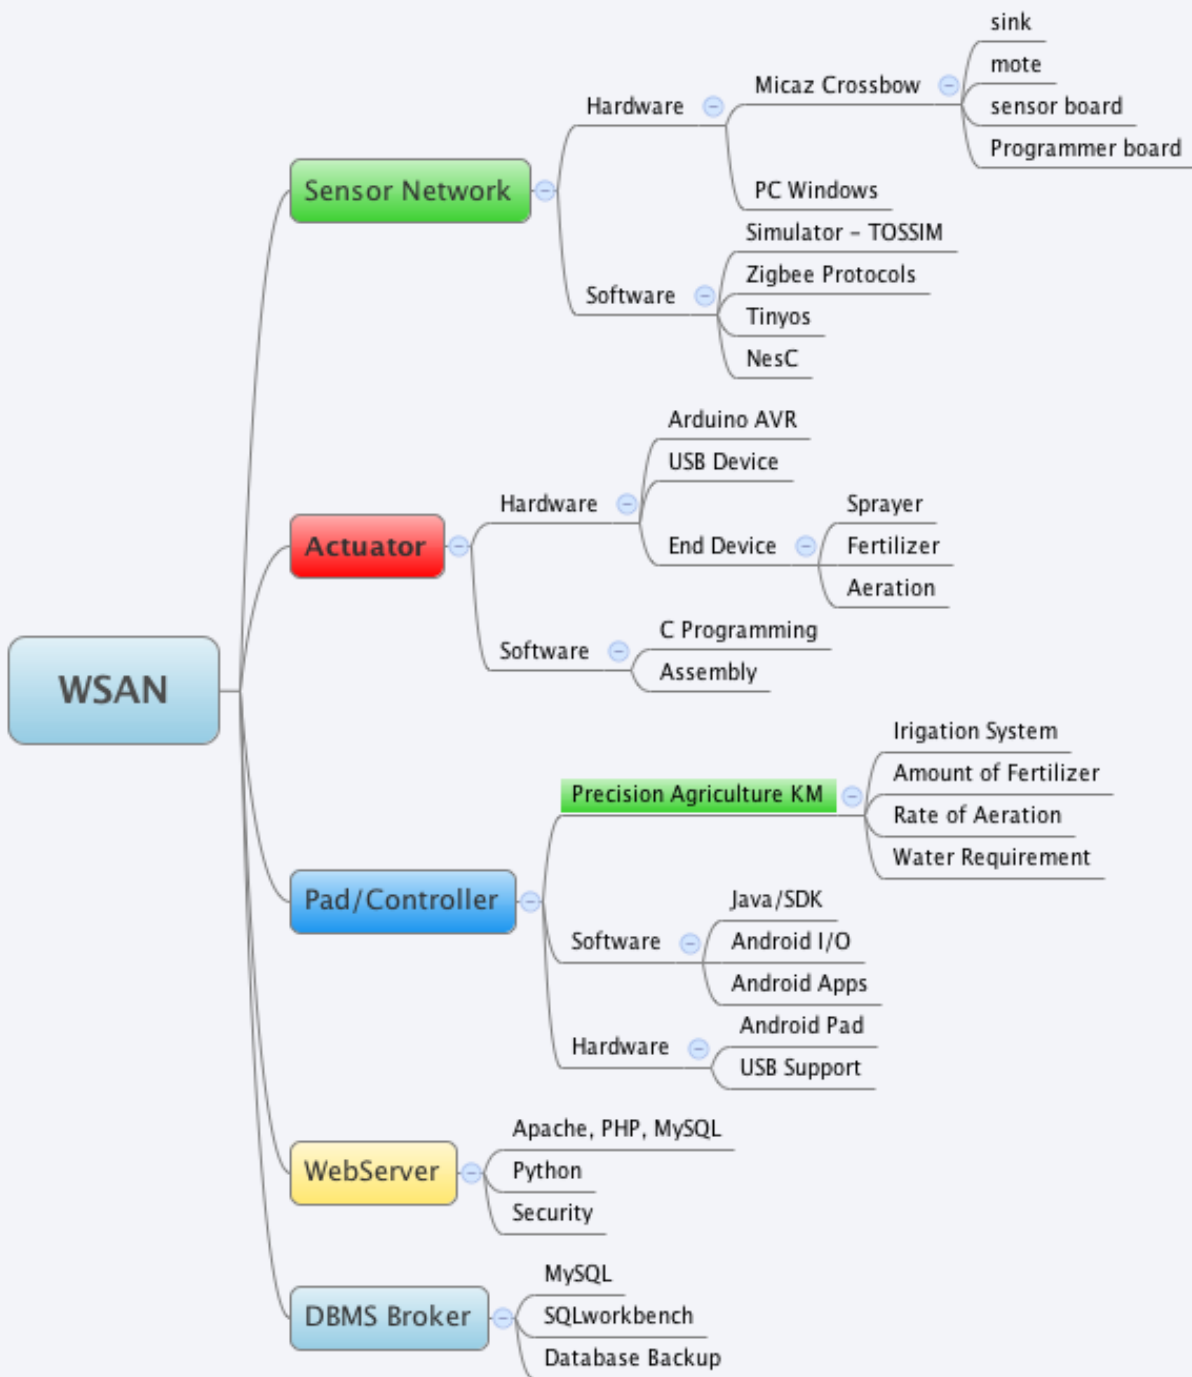 WSAN
Sensor Network
Hardware
Micaz Crossbow
sink
mote
sensor board
Programmer board
PC Windows
Software
Simulator - TOSSIM
Zigbee Protocols
Tinyos
NesC
Actuator
Hardware
Arduino AVR
USB Device
End Device
Sprayer
Fertilizer
Aeration
Software
C Programming
Assembly
Pad/Controller
Precision Agriculture KM
Irigation System
Amount of Fertilizer
Rate of Aeration
Water Requirement
Software
Java/SDK
Android I/O
Android Apps
Hardware
Android Pad
USB Support
WebServer
Apache, PHP, MySQL
Python
Security
DBMS Broker
MySQL
SQLworkbench
Database Backup